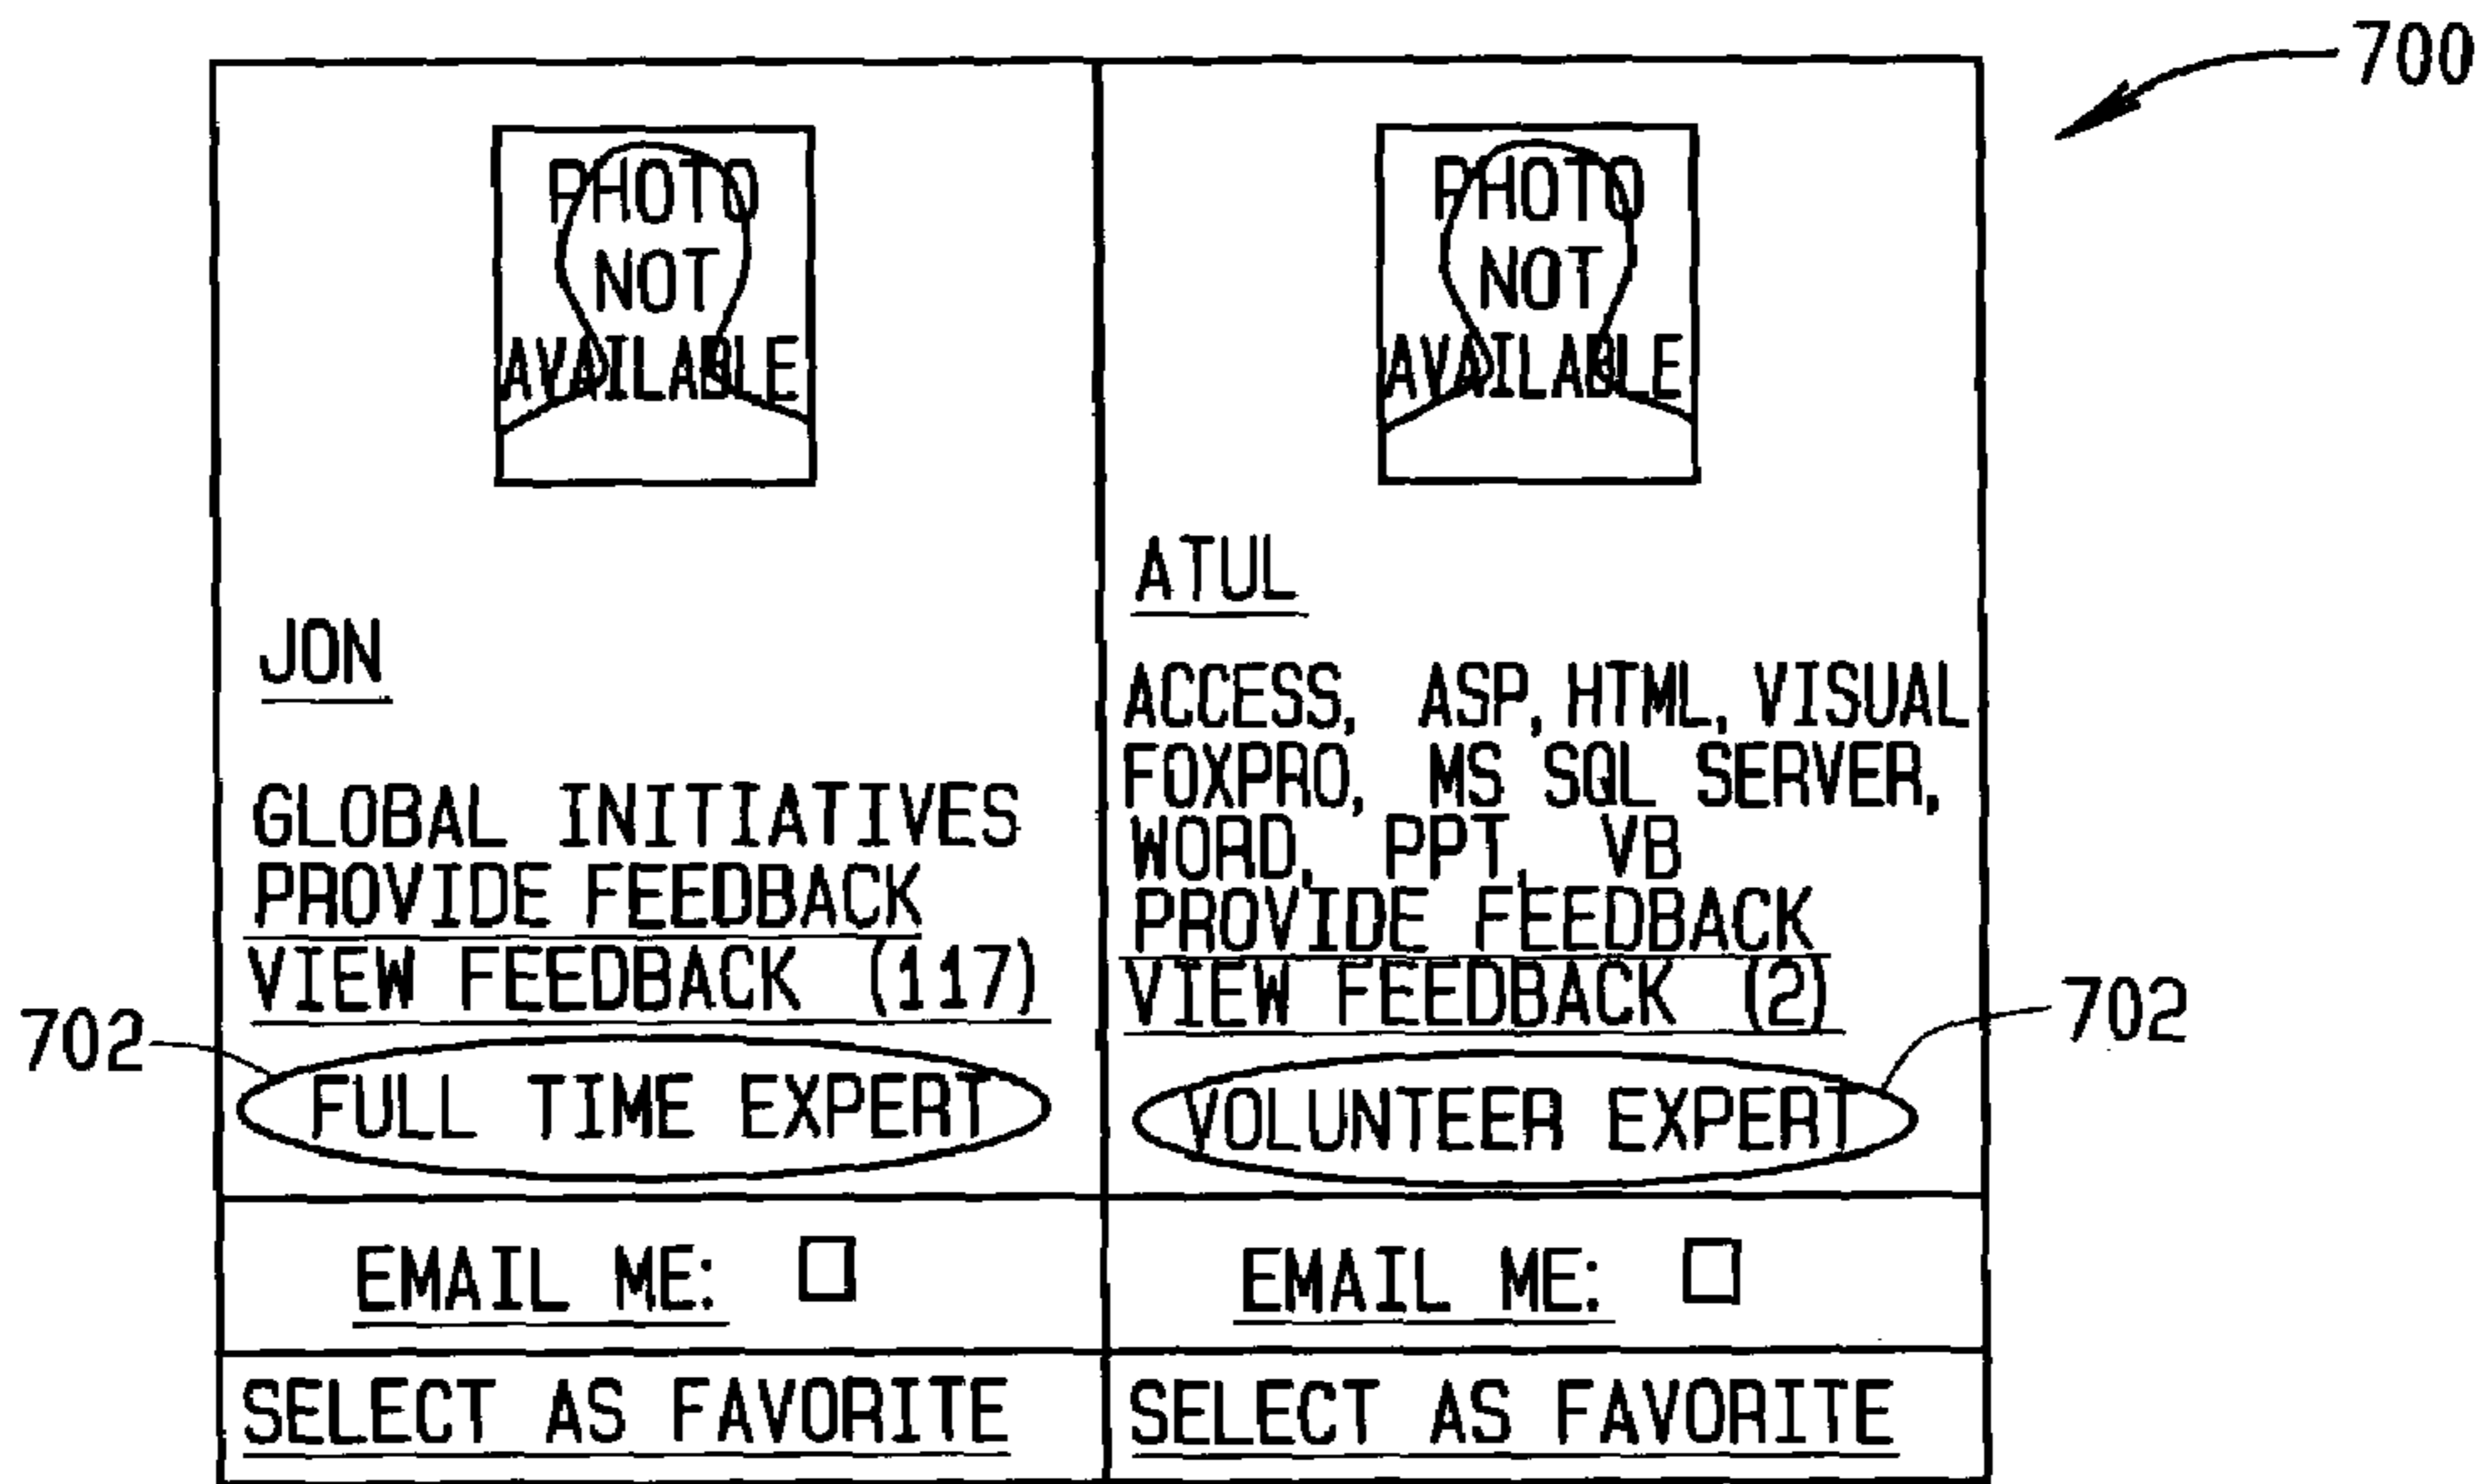 700
PHOTO
NOT
AVAILABLE
JON
GLOBAL INITIATIVES
PROVIDE FEEDBACK
VIEW FEEDBACK (117)
702
FULL TIME EXPERT
EMAIL ME:
SELECT AS FAVORITE
PHOTO
NOT
AVAILABLE
ATUL
ACCESS, ASP, HTML, VISUAL
FOXPRO, MS SQL SERVER,
WORD, PPT, VB
PROVIDE FEEDBACK
VIEW FEEDBACK (2)
702
VOLUNTEER EXPERT
EMAIL ME:
SELECT AS FAVORITE